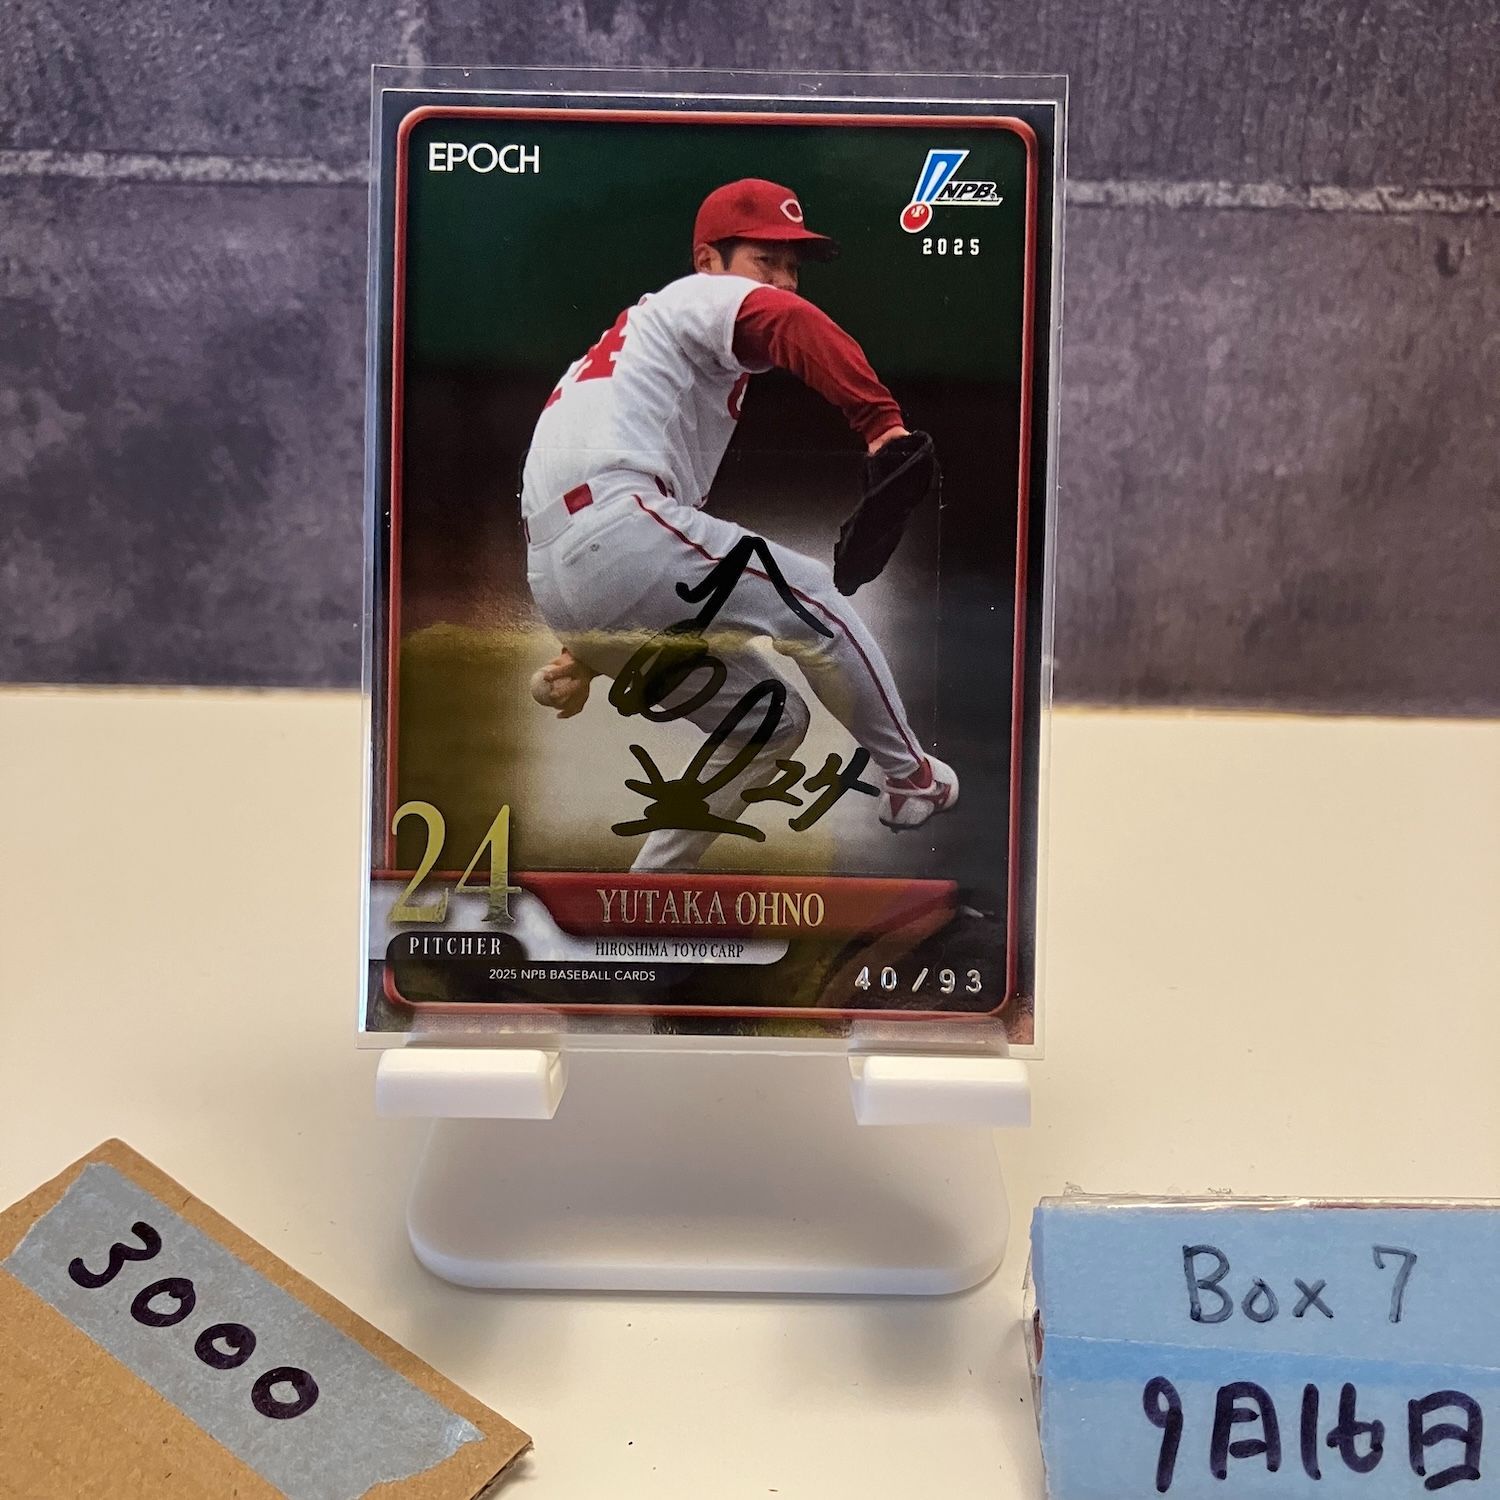 EPOCH
NPB
2025
24
24
PITCHER
YUTAKA OHNO
HIROSHIMA TOYO CARP
2025 NPB BASEBALL CARDS
40/93
3000
Box 7
9月16日